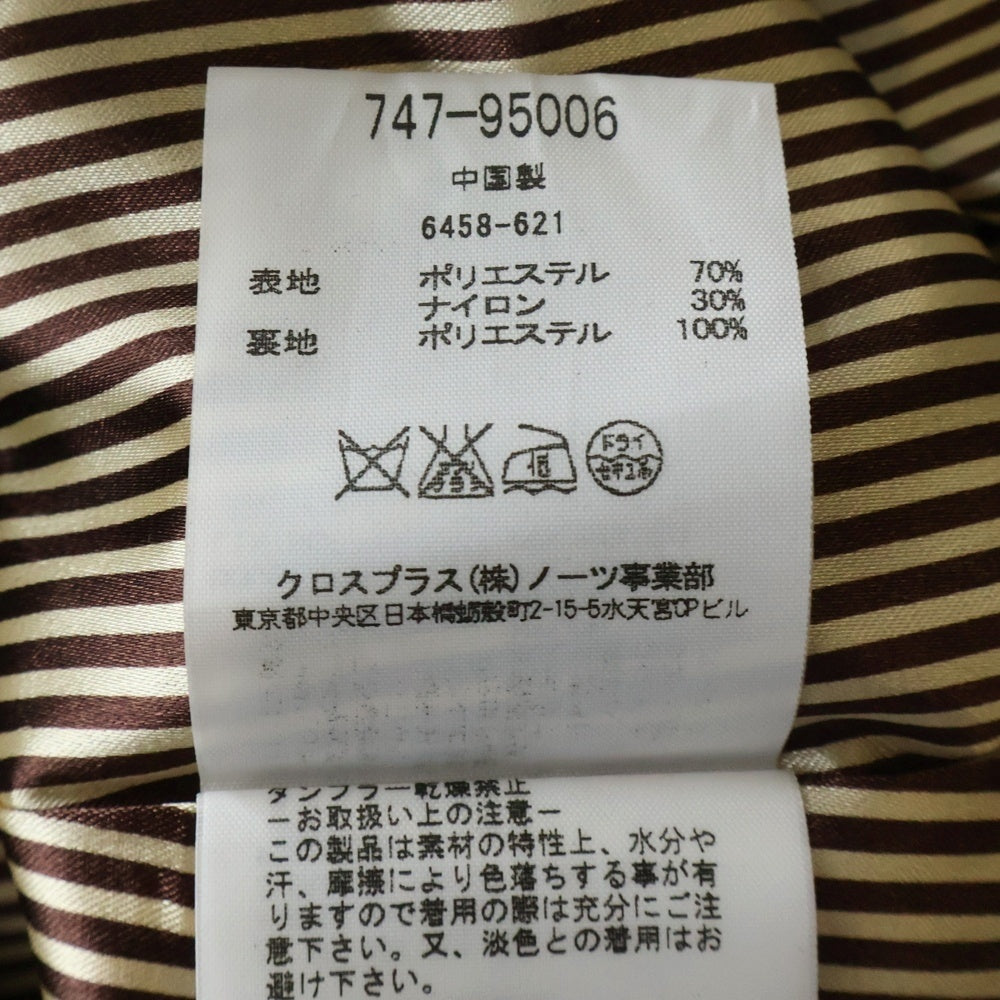 747-95006
中国製
6458-621
表地 ポリエステル 70%
ナイロン 30%
裏地 ポリエステル 100%
低
ドライ
セキユ系
クロスプラス(株)ノーツ事業部
東京都中央区日本橋蛎殻町2-15-5水天宮OPビル
タンブラー乾燥禁止
-お取扱い上の注意-
この製品は素材の特性上、水分や
汗、摩擦により色落ちする事が有
りますので着用の際は充分にご注
意下さい。又、淡色との着用はお
避け下さい。